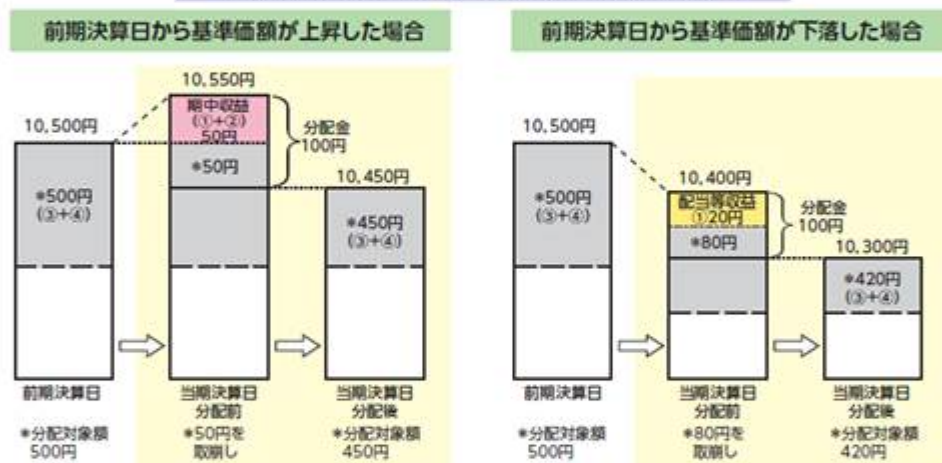 前期決算日から基準価額が上昇した場合
10,550円
10,500円
期中収益
(①+②)
50円
*50円
分配金
100円
*500円
(③+④)
10,450円
*450円
(③+④)
前期決算日
当期決算日
分配前
当期決算日
分配後
*分配対象額
500円
*50円を
取崩し
*分配対象額
450円
前期決算日から基準価額が下落した場合
10,500円
*500円
(③+④)
10,400円
配当等収益
①20円
*80円
分配金
100円
10,300円
*420円
(③+④)
前期決算日
当期決算日
分配前
当期決算日
分配後
*分配対象額
500円
*80円を
取崩し
*分配対象額
420円